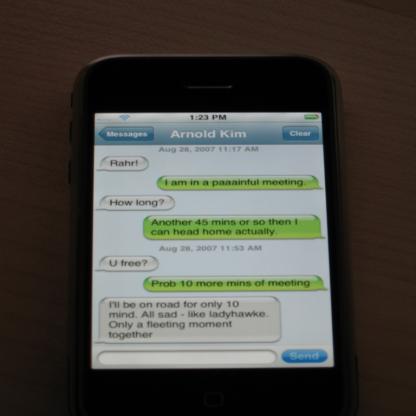 1:23 PM
Messages
Arnold Kim
Clear
Aug 28, 2007 11:17 AM
Rahr!
I am in a paaainful meeting.
How long?
Another 45 mins or so then I
can head home actually.
Aug 28, 2007 11:53 AM
U free?
Prob 10 more mins of meeting
I'll be on road for only 10
mind. All sad - like ladyhawke.
Only a fleeting moment
together
Send